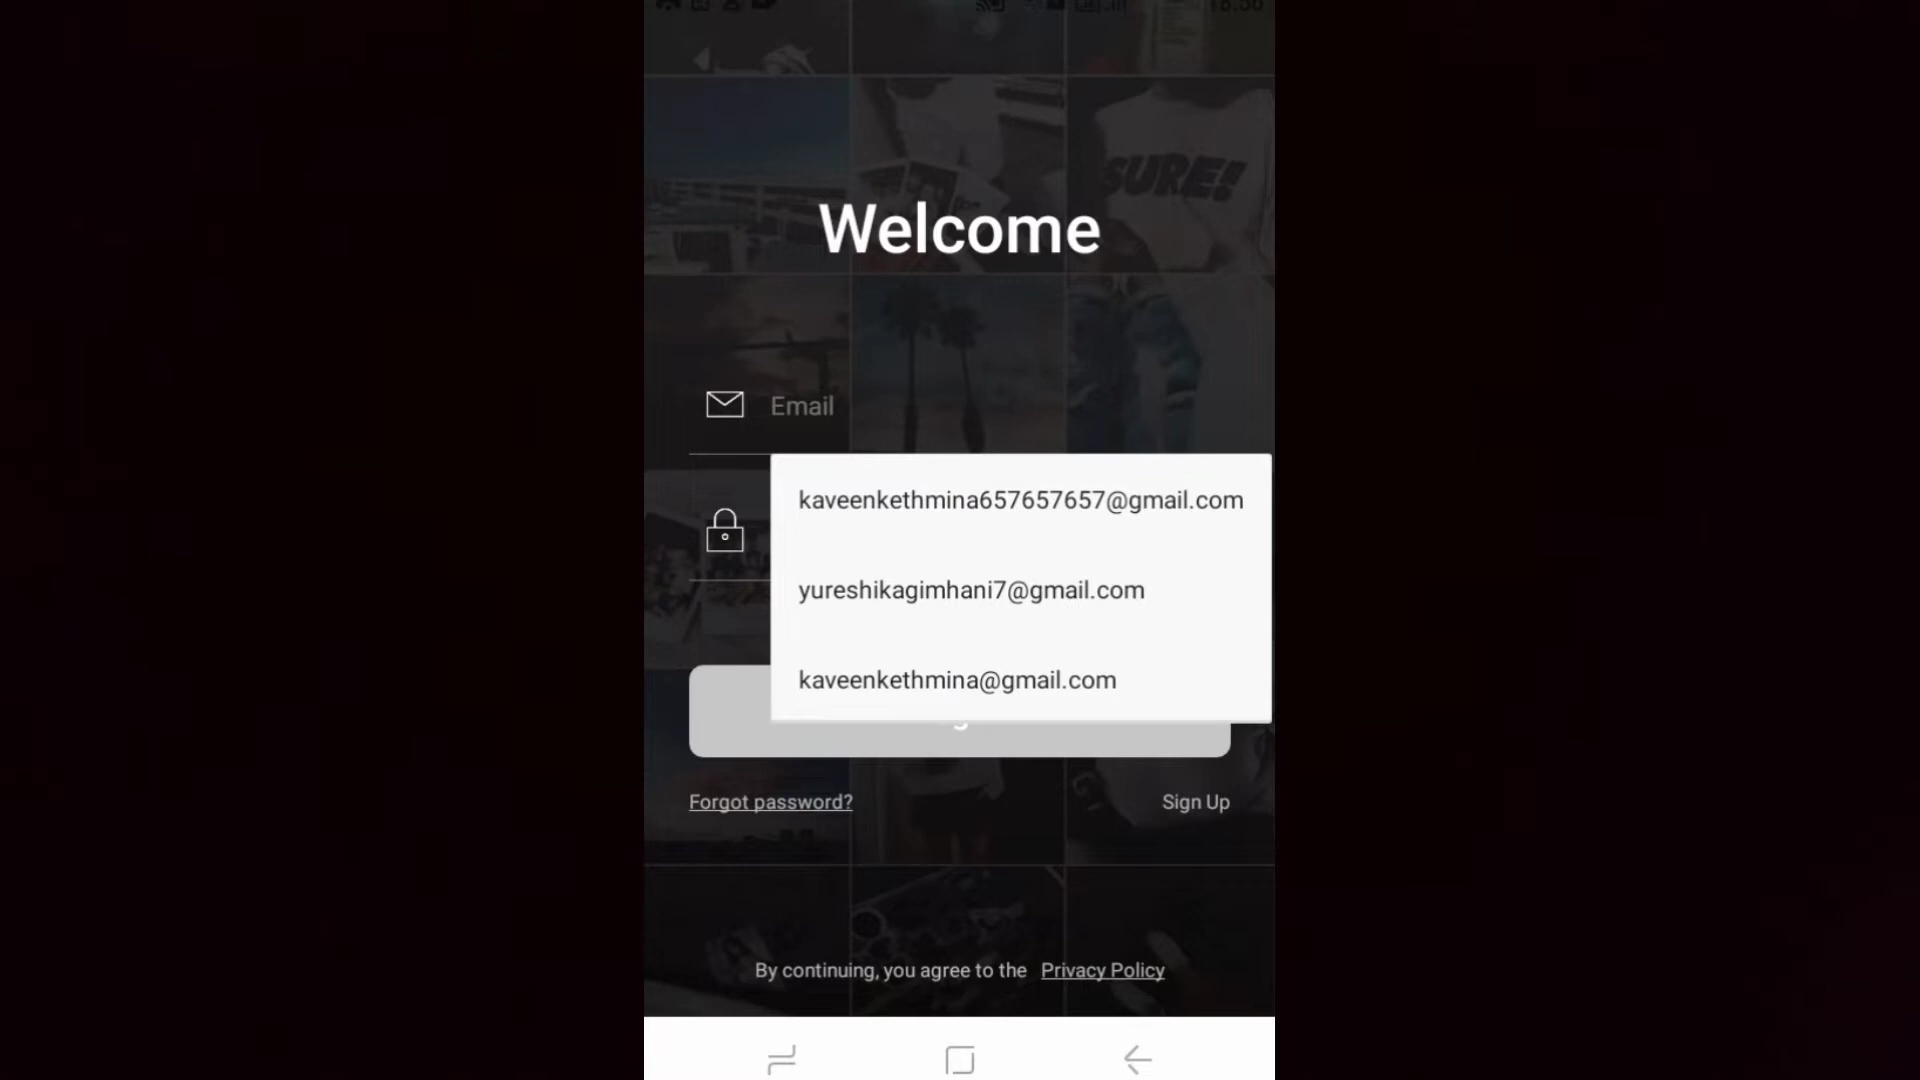 SURE!
Welcome
Email
kaveenkethmina657657657@gmail.com
yureshikagimhani7@gmail.com
kaveenkethmina@gmail.com
Forgot password?
Sign Up
By continuing, you agree to the Privacy Policy